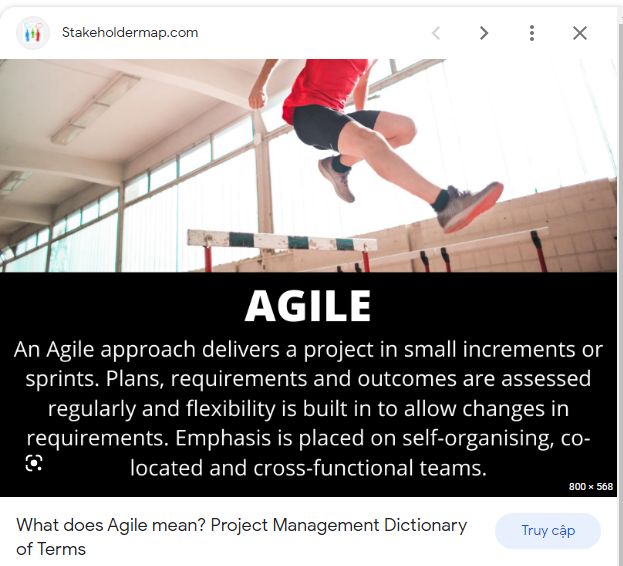 Stakeholdermap.com
AGILE
An Agile approach delivers a project in small increments or
sprints. Plans, requirements and outcomes are assessed
regularly and flexibility is built in to allow changes in
requirements. Emphasis is placed on self-organising, co-
located and cross-functional teams.
800 × 568
What does Agile mean? Project Management Dictionary
of Terms
Truy cập